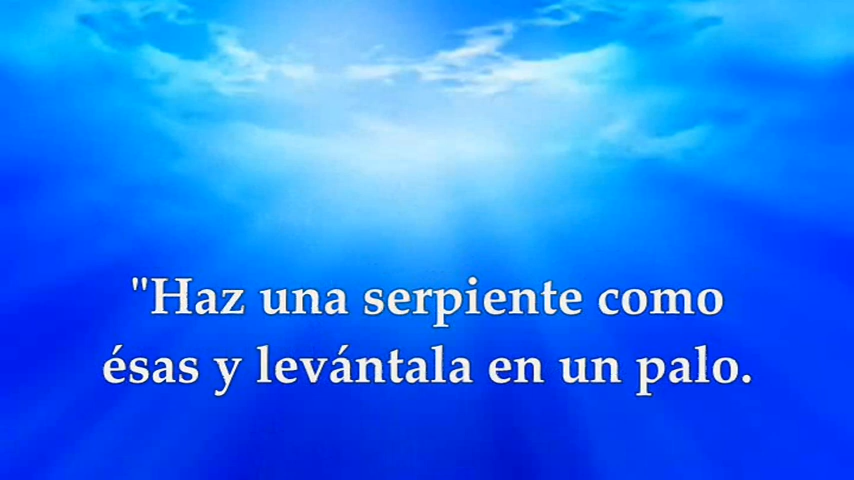 "Haz una serpiente como
ésas y levántala en un palo.